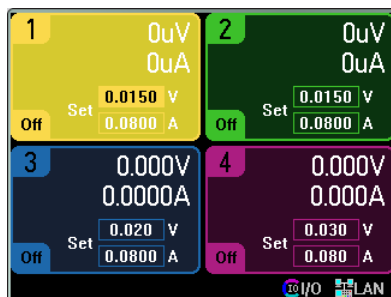 1 0uV 2 0uV
0uA 0uA
Set 0.0150 V Set 0.0150 V
Off 0.0800 A Off 0.0800 A
3 0.000V 4 0.000V
0.0000A 0.000A
Set 0.020 V Set 0.030 V
Off 0.0800 A Off 0.080 A
IO I/O LAN